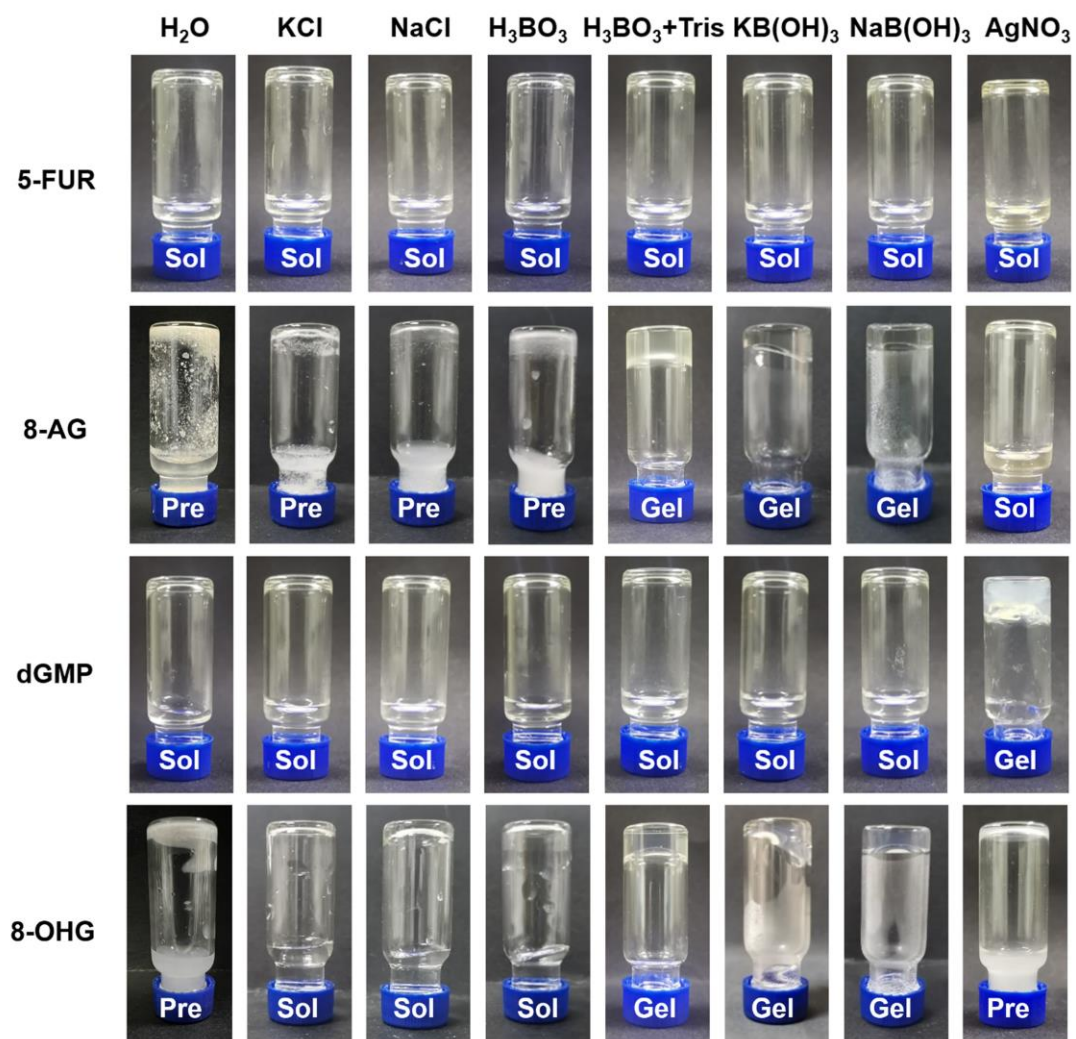 H₂O KCl NaCl H₃BO₃ H₃BO₃+Tris KB(OH)₃ NaB(OH)₃ AgNO₃
5-FUR
Sol Sol Sol Sol Sol Sol Sol Sol
8-AG
Pre Pre Pre Pre Gel Gel Gel Sol
dGMP
Sol Sol Sol Sol Sol Sol Sol Gel
8-OHG
Pre Sol Sol Sol Gel Gel Gel Pre